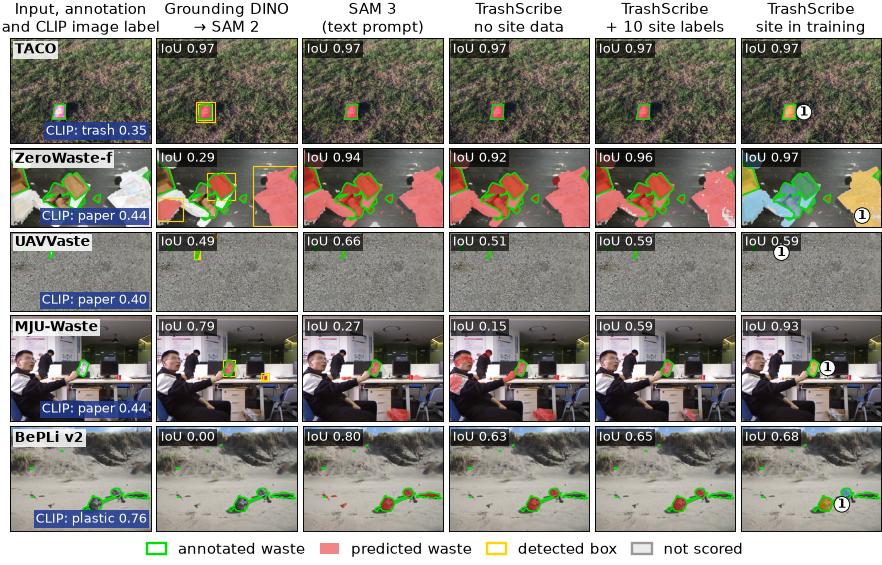 Input, annotation
and CLIP image label
Grounding DINO
→ SAM 2
SAM 3
(text prompt)
TrashScribe
no site data
TrashScribe
+ 10 site labels
TrashScribe
site in training
TACO
CLIP: trash 0.35
IoU 0.97
IoU 0.97
IoU 0.97
IoU 0.97
IoU 0.97
1
ZeroWaste-f
CLIP: paper 0.44
IoU 0.29
IoU 0.94
IoU 0.92
IoU 0.96
IoU 0.97
1
UAVVaste
CLIP: paper 0.40
IoU 0.49
IoU 0.66
IoU 0.51
IoU 0.59
IoU 0.59
1
MJU-Waste
CLIP: paper 0.44
IoU 0.79
IoU 0.27
IoU 0.15
IoU 0.59
IoU 0.93
1
BePLi v2
CLIP: plastic 0.76
IoU 0.00
IoU 0.80
IoU 0.63
IoU 0.65
IoU 0.68
1
annotated waste
predicted waste
detected box
not scored